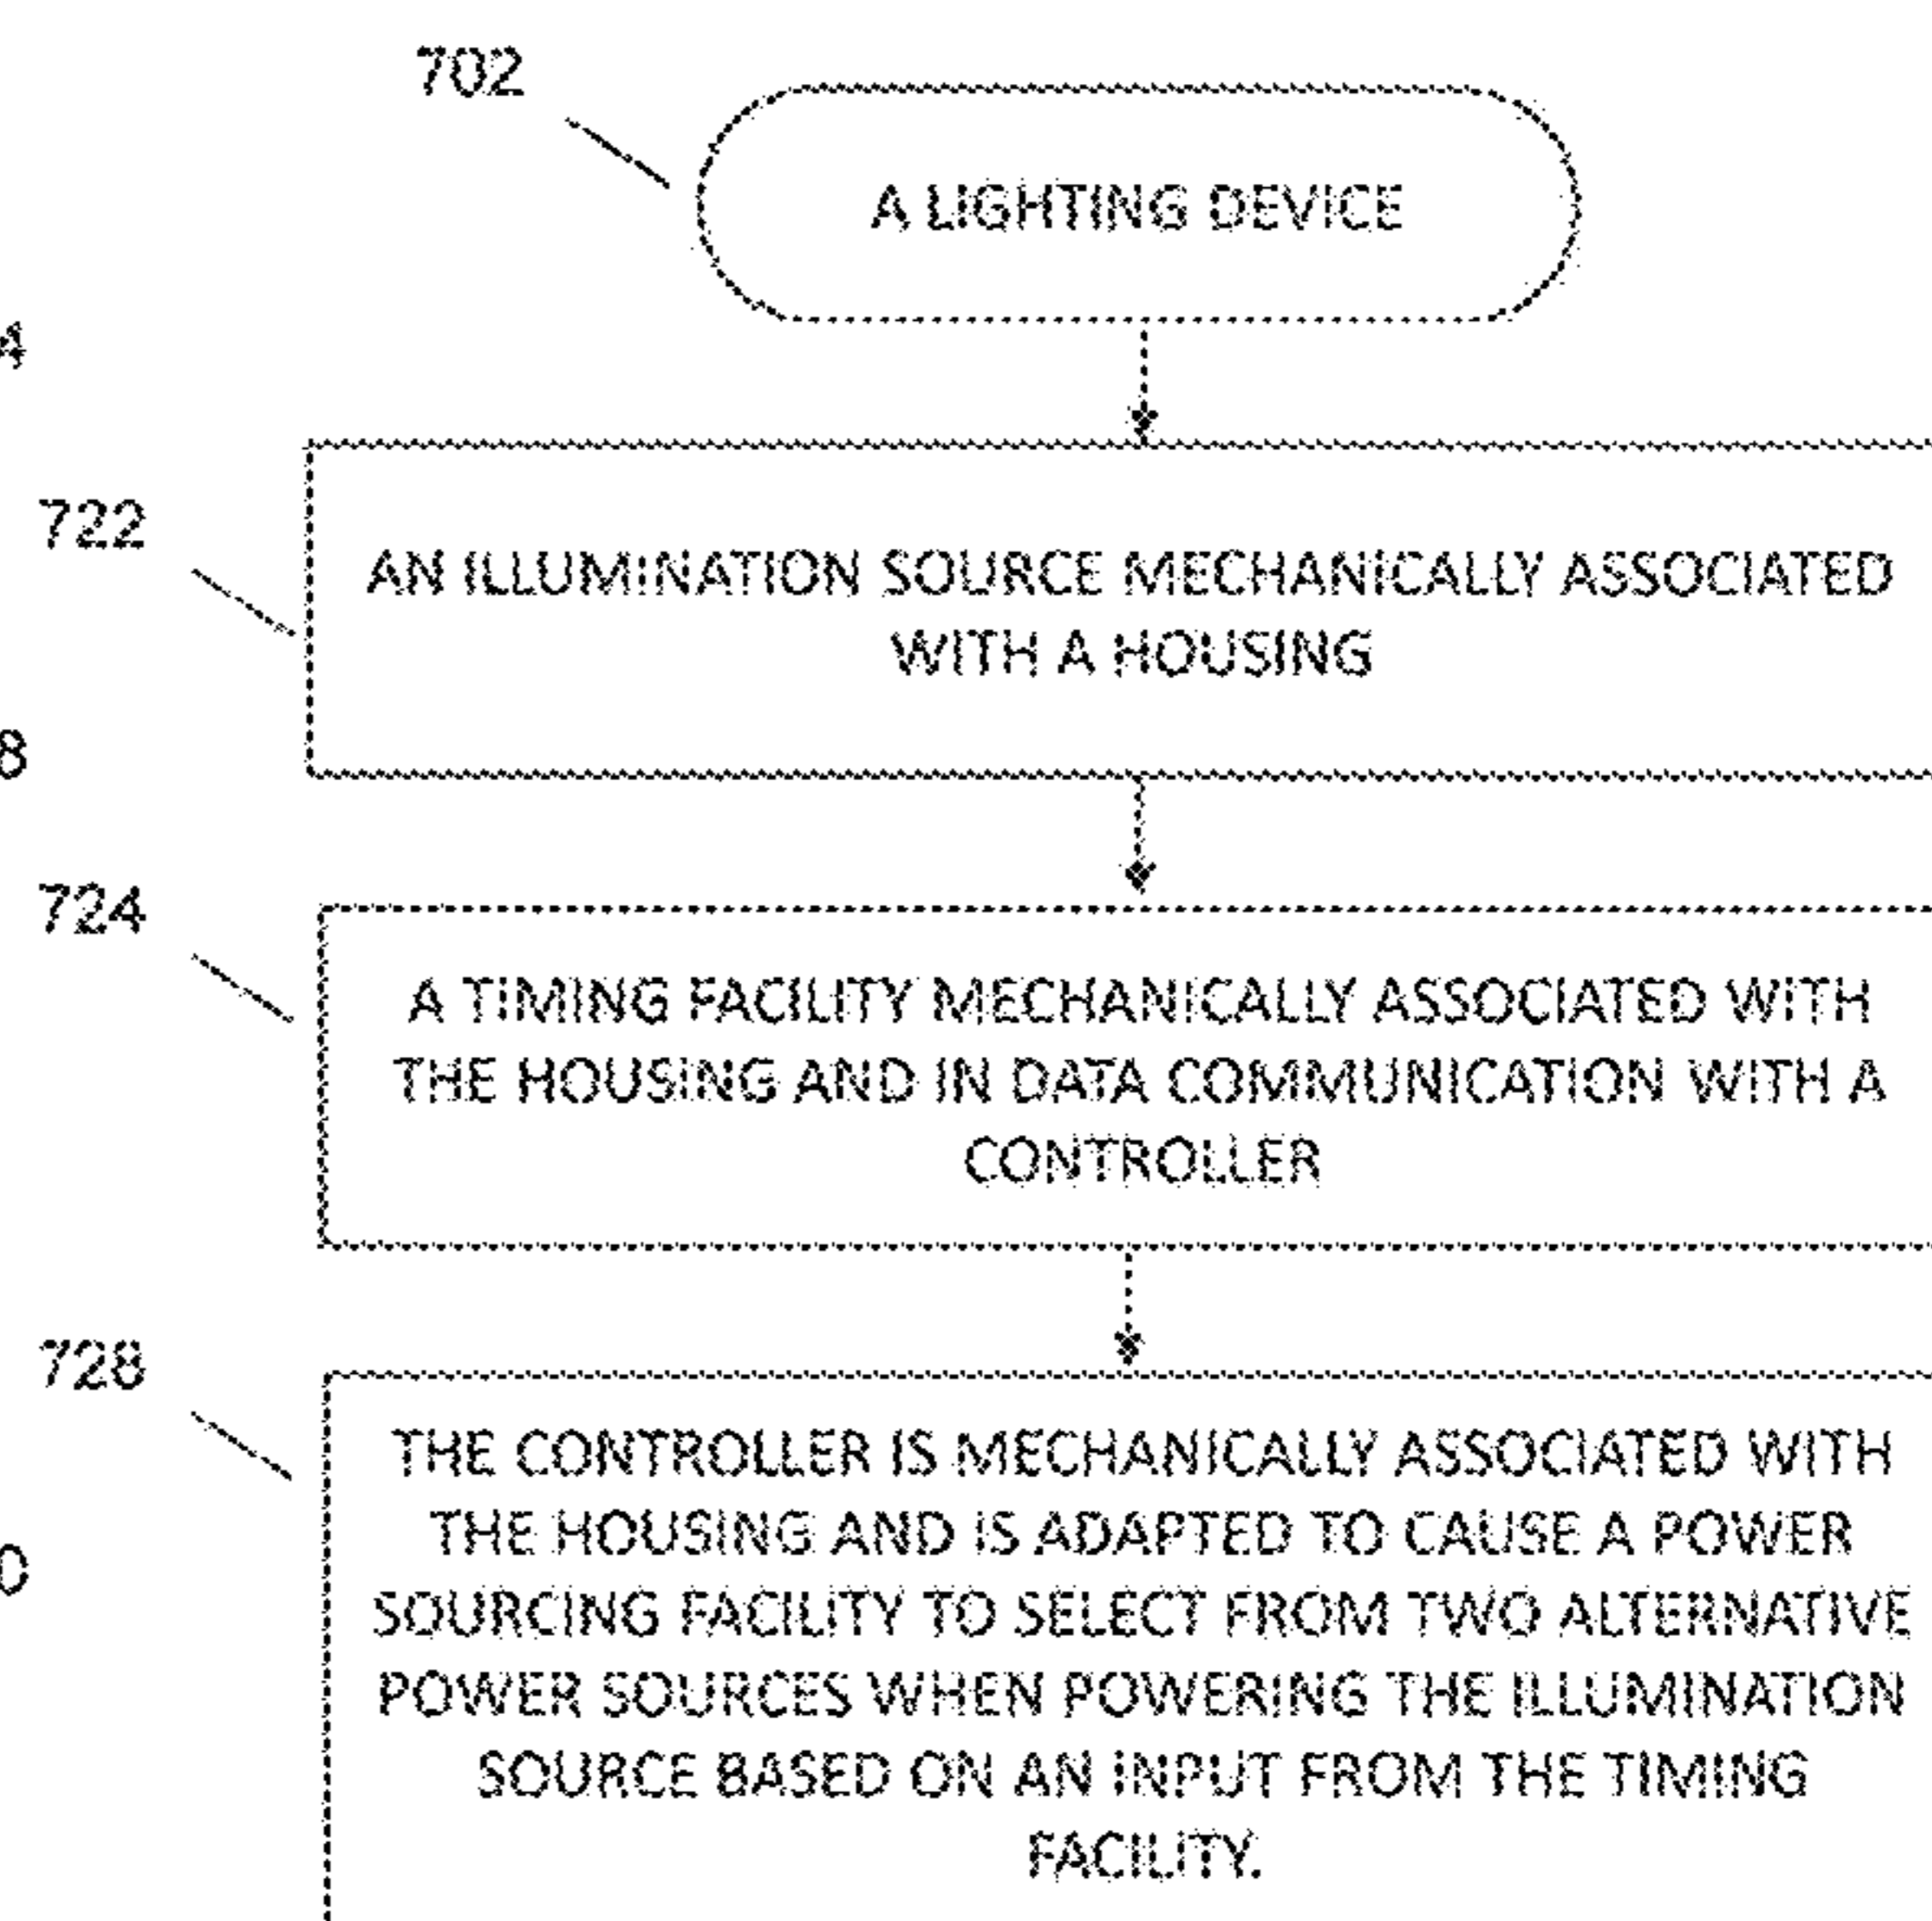 702
A LIGHTING DEVICE
4
722
AN ILLUMINATION SOURCE MECHANICALLY ASSOCIATED
WITH A HOUSING
8
724
A TIMING FACILITY MECHANICALLY ASSOCIATED WITH
THE HOUSING AND IN DATA COMMUNICATION WITH A
CONTROLLER
728
THE CONTROLLER IS MECHANICALLY ASSOCIATED WITH
THE HOUSING AND IS ADAPTED TO CAUSE A POWER
0
SOURCING FACILITY TO SELECT FROM TWO ALTERNATIVE
POWER SOURCES WHEN POWERING THE ILLUMINATION
SOURCE BASED ON AN INPUT FROM THE TIMING
FACILITY.